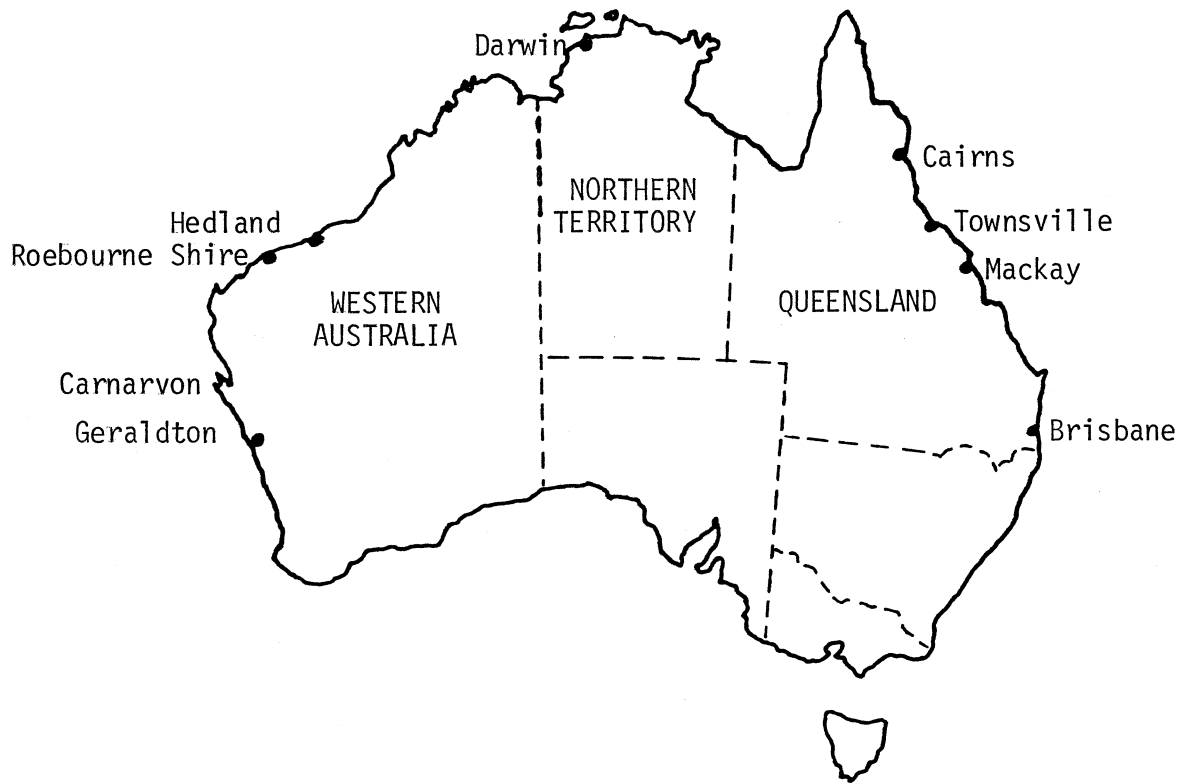 Darwin
Cairns
NORTHERN
TERRITORY
Hedland
Townsville
Roebourne Shire
Mackay
WESTERN
AUSTRALIA
QUEENSLAND
Carnarvon
Geraldton
Brisbane